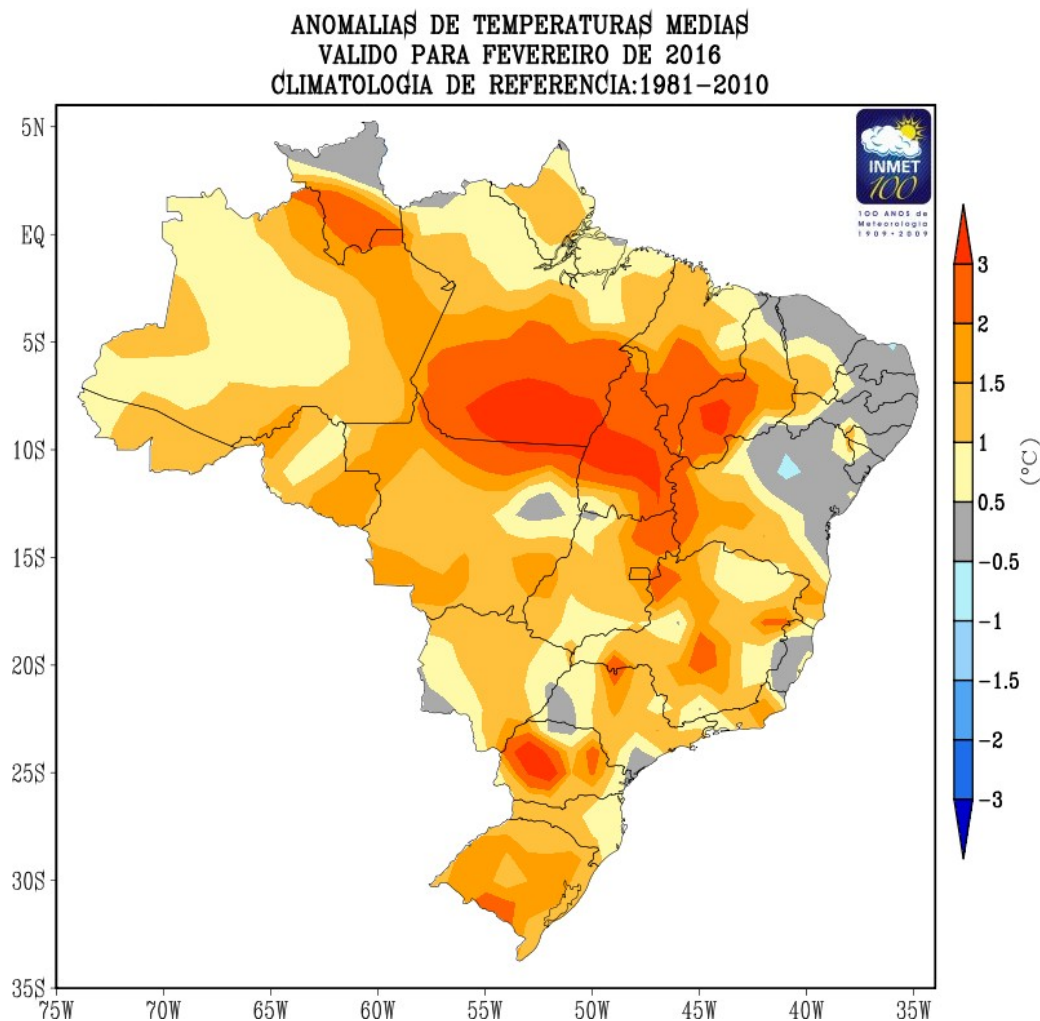 ANOMALIAS DE TEMPERATURAS MEDIAS
VALIDO PARA FEVEREIRO DE 2016
CLIMATOLOGIA DE REFERENCIA:1981-2010
5N
EQ
5S
10S
15S
20S
25S
30S
35S
75W
70W
65W
60W
55W
50W
45W
40W
35W
INMET
100
100 ANOS de
Meteorologia
1909-2009
3
2
1.5
1
0.5
-0.5
-1
-1.5
-2
-3
(°C)